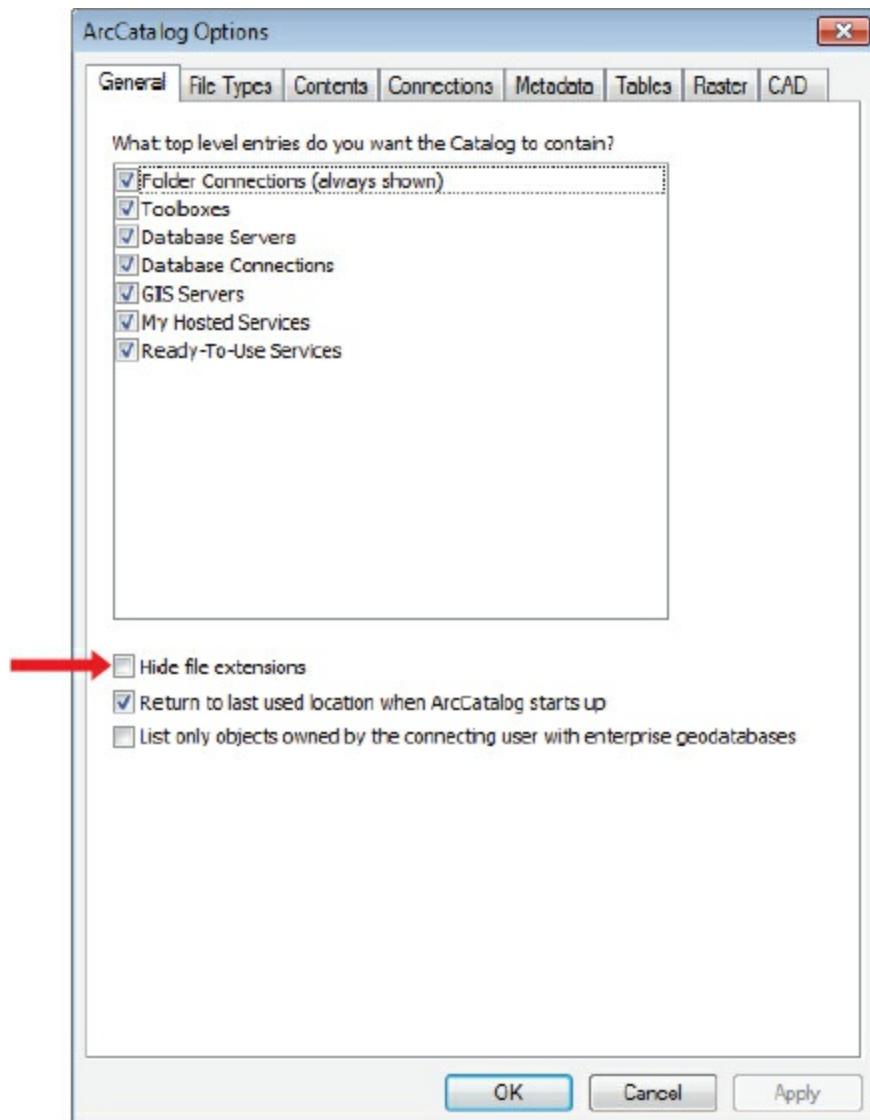 ArcCatalog Options
General File Types Contents Connections Metadata Tables Raster CAD
What top level entries do you want the Catalog to contain?
Folder Connections (always shown)
Toolboxes
Database Servers
Database Connections
GIS Servers
My Hosted Services
Ready-To-Use Services
Hide file extensions
Return to last used location when ArcCatalog starts up
List only objects owned by the connecting user with enterprise geodatabases
OK Cancel Apply